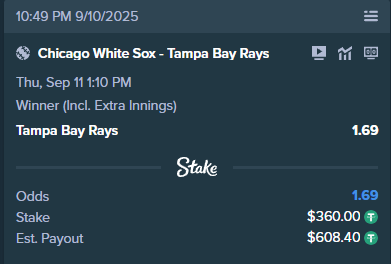 10:49 PM 9/10/2025
Chicago White Sox - Tampa Bay Rays
Thu, Sep 11 1:10 PM
Winner (Incl. Extra Innings)
Tampa Bay Rays 1.69
Stake
Odds 1.69
Stake $360.00
Est. Payout $608.40